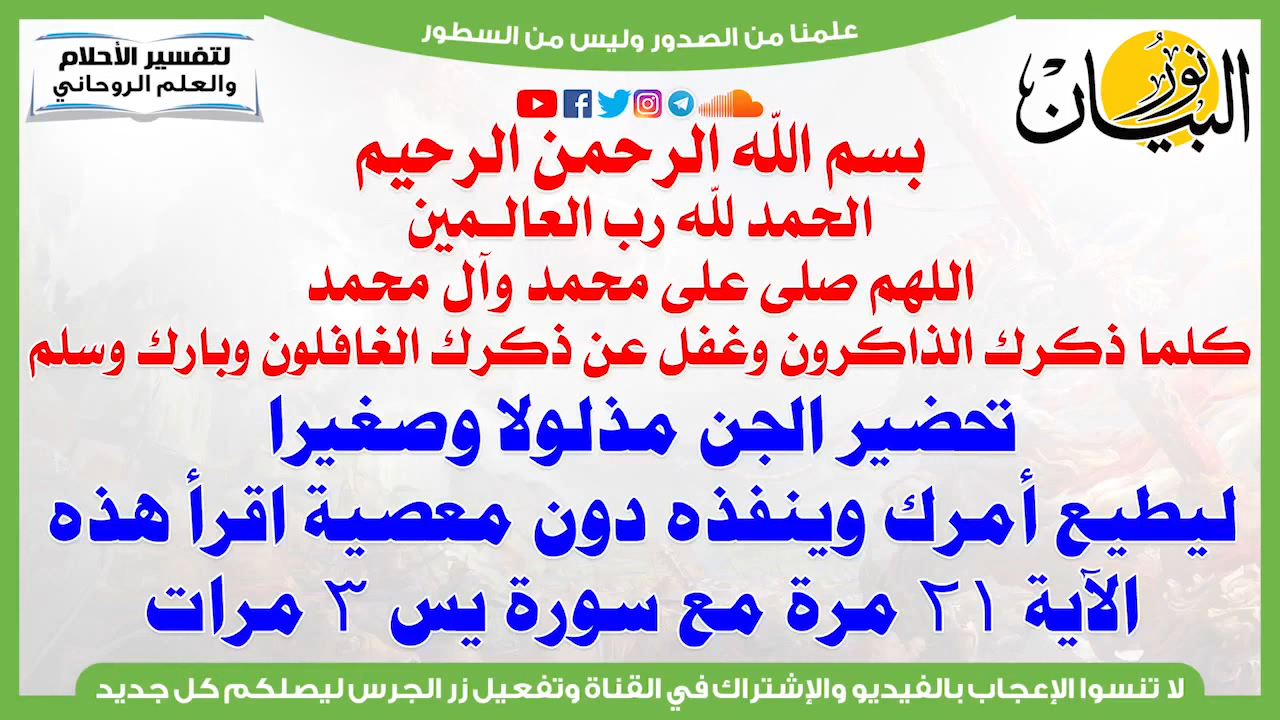 علمنا من الصدور وليس من السطور
لتفسير الأحلام
والعلم الروحاني
نور
البيان
بسم الله الرحمن الرحيم
الحمد لله رب العالـمين
اللهم صلى على محمد وآل محمد
كلما ذكرك الذاكرون وغفل عن ذكرك الغافلون وبارك وسلم
تحضير الجن مذلولا وصغيرا
ليطيع أمرك وينفذه دون معصية اقرأ هذه
الآية ٢١ مرة مع سورة يس ٣ مرات
لا تنسوا الإعجاب بالفيديو والإشتراك في القناة وتفعيل زر الجرس ليصلكم كل جديد